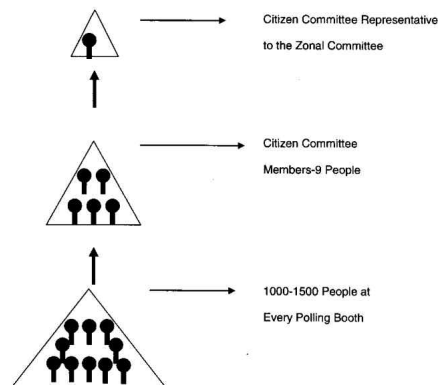 Citizen Committee Representative
to the Zonal Committee
Citizen Committee
Members-9 People
1000-1500 People at
Every Polling Booth